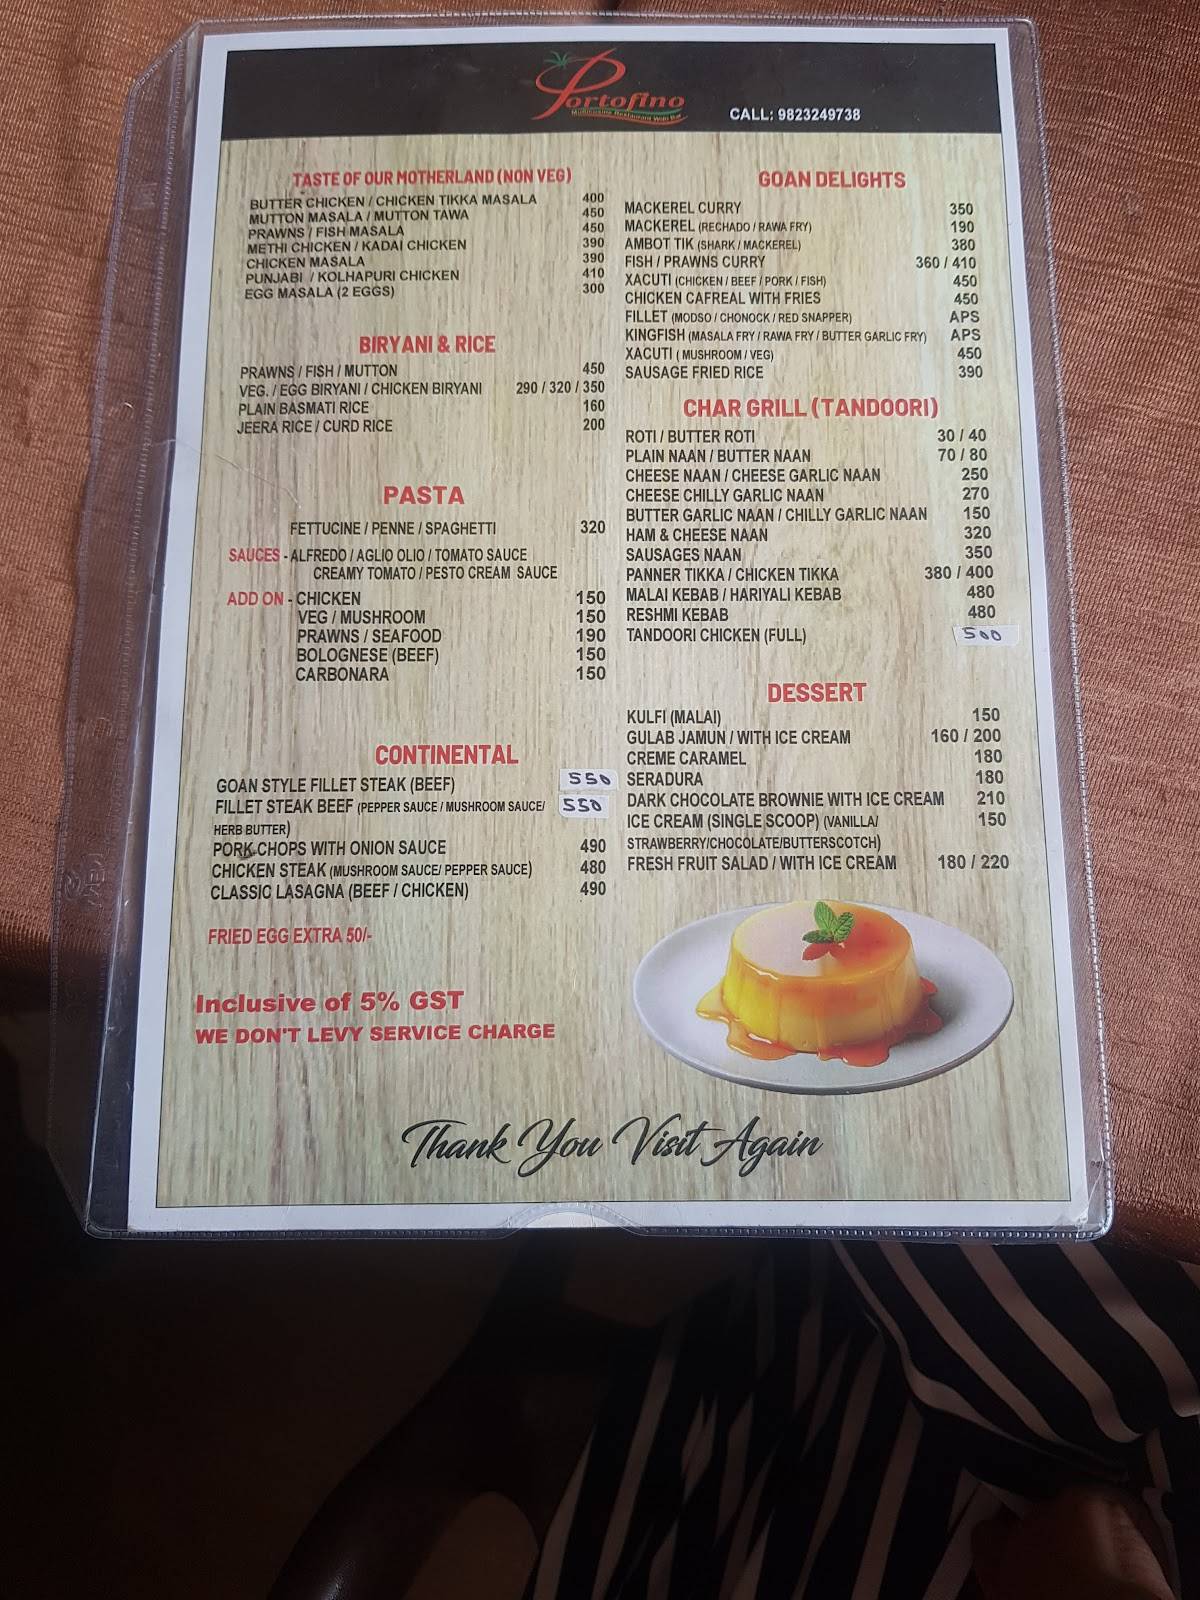 Portofino
Multicuisine Restaurant With Bar
CALL: 9823249738
TASTE OF OUR MOTHERLAND (NON VEG)
BUTTER CHICKEN / CHICKEN TIKKA MASALA 400
MUTTON MASALA / MUTTON TAWA 450
PRAWNS / FISH MASALA 450
METHI CHICKEN / KADAI CHICKEN 390
CHICKEN MASALA 390
PUNJABI / KOLHAPURI CHICKEN 410
EGG MASALA (2 EGGS) 300
BIRYANI & RICE
PRAWNS / FISH / MUTTON 450
VEG. / EGG BIRYANI / CHICKEN BIRYANI 290 / 320 / 350
PLAIN BASMATI RICE 160
JEERA RICE / CURD RICE 200
PASTA
FETTUCINE / PENNE / SPAGHETTI 320
SAUCES - ALFREDO / AGLIO OLIO / TOMATO SAUCE
CREAMY TOMATO / PESTO CREAM SAUCE
ADD ON - CHICKEN 150
VEG / MUSHROOM 150
PRAWNS / SEAFOOD 190
BOLOGNESE (BEEF) 150
CARBONARA 150
CONTINENTAL
GOAN STYLE FILLET STEAK (BEEF) 550
FILLET STEAK BEEF (PEPPER SAUCE / MUSHROOM SAUCE/ 550
HERB BUTTER)
PORK CHOPS WITH ONION SAUCE 490
CHICKEN STEAK (MUSHROOM SAUCE/ PEPPER SAUCE) 480
CLASSIC LASAGNA (BEEF / CHICKEN) 490
FRIED EGG EXTRA 50/-
Inclusive of 5% GST
WE DON'T LEVY SERVICE CHARGE
GOAN DELIGHTS
MACKEREL CURRY 350
MACKEREL (RECHADO / RAWA FRY) 190
AMBOT TIK (SHARK / MACKEREL) 380
FISH / PRAWNS CURRY 360 / 410
XACUTI (CHICKEN / BEEF / PORK / FISH) 450
CHICKEN CAFREAL WITH FRIES 450
FILLET (MODSO / CHONOCK / RED SNAPPER) APS
KINGFISH (MASALA FRY / RAWA FRY / BUTTER GARLIC FRY) APS
XACUTI ( MUSHROOM / VEG) 450
SAUSAGE FRIED RICE 390
CHAR GRILL (TANDOORI)
ROTI / BUTTER ROTI 30 / 40
PLAIN NAAN / BUTTER NAAN 70 / 80
CHEESE NAAN / CHEESE GARLIC NAAN 250
CHEESE CHILLY GARLIC NAAN 270
BUTTER GARLIC NAAN / CHILLY GARLIC NAAN 150
HAM & CHEESE NAAN 320
SAUSAGES NAAN 350
PANNER TIKKA / CHICKEN TIKKA 380 / 400
MALAI KEBAB / HARIYALI KEBAB 480
RESHMI KEBAB 480
TANDOORI CHICKEN (FULL) 500
DESSERT
KULFI (MALAI) 150
GULAB JAMUN / WITH ICE CREAM 160 / 200
CREME CARAMEL 180
SERADURA 180
DARK CHOCOLATE BROWNIE WITH ICE CREAM 210
ICE CREAM (SINGLE SCOOP) (VANILLA/ 150
STRAWBERRY/CHOCOLATE/BUTTERSCOTCH)
FRESH FRUIT SALAD / WITH ICE CREAM 180 / 220
Thank You Visit Again